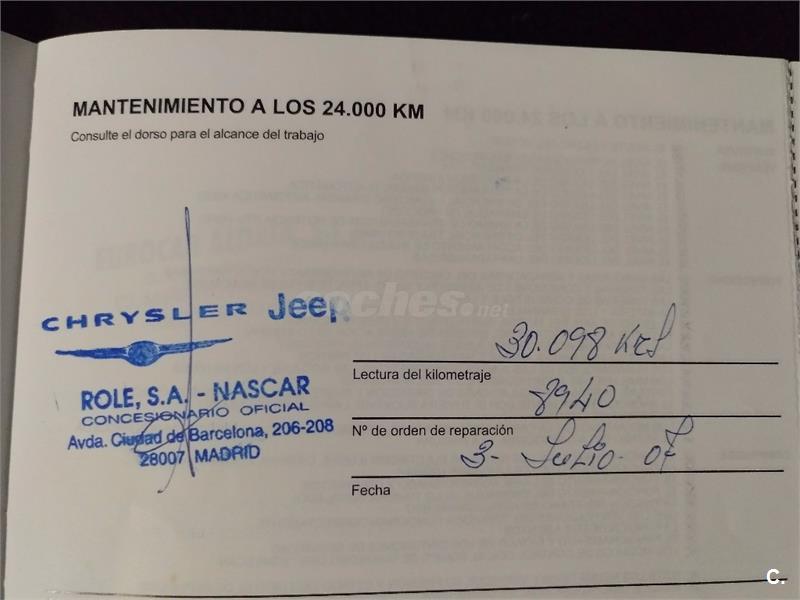 MANTENIMIENTO A LOS 24.000 KM
Consulte el dorso para el alcance del trabajo
coches.net
CHRYSLER Jeep
30.098 Krs
Lectura del kilometraje
ROLE, S.A. - NASCAR
CONCESIONARIO OFICIAL
8940
Avda. Ciudad de Barcelona, 206-208
28007 MADRID
Nº de orden de reparación
3- Julio- 07
Fecha
C.